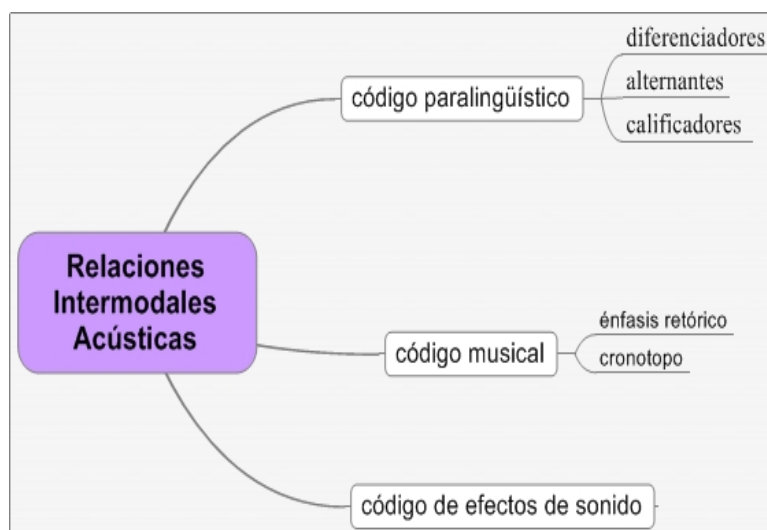 diferenciadores
código paralingüístico
alternantes
calificadores
Relaciones
Intermodales
Acústicas
énfasis retórico
código musical
cronotopo
código de efectos de sonido